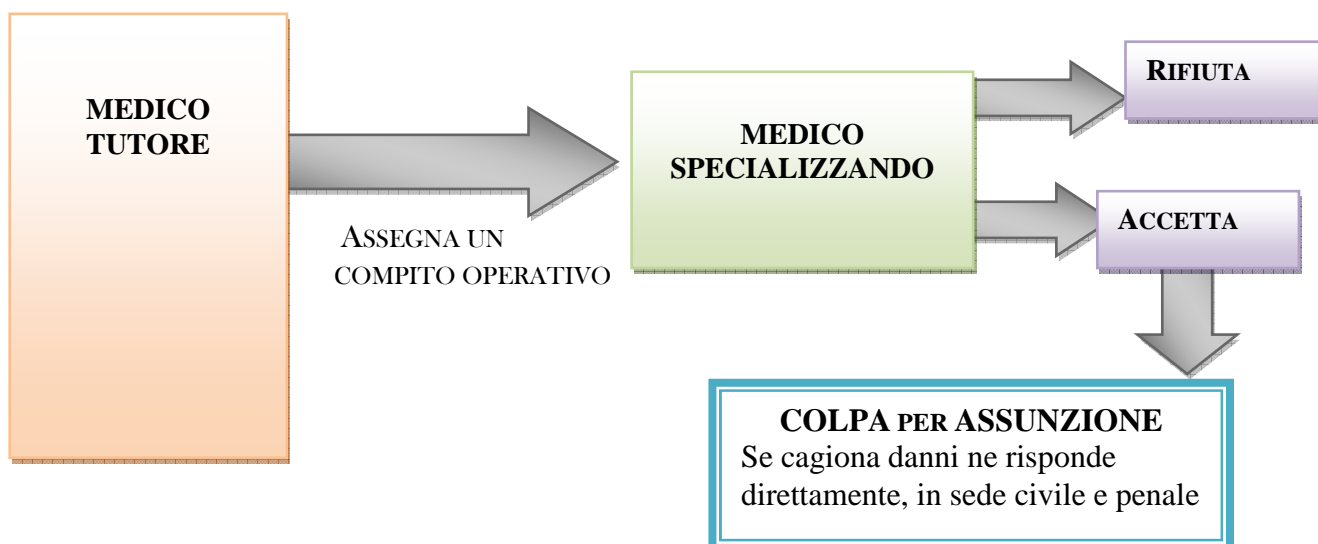 MEDICO
TUTORE
ASSEGNA UN
COMPITO OPERATIVO
MEDICO
SPECIALIZZANDO
RIFIUTA
ACCETTA
COLPA PER ASSUNZIONE
Se cagiona danni ne risponde
direttamente, in sede civile e penale